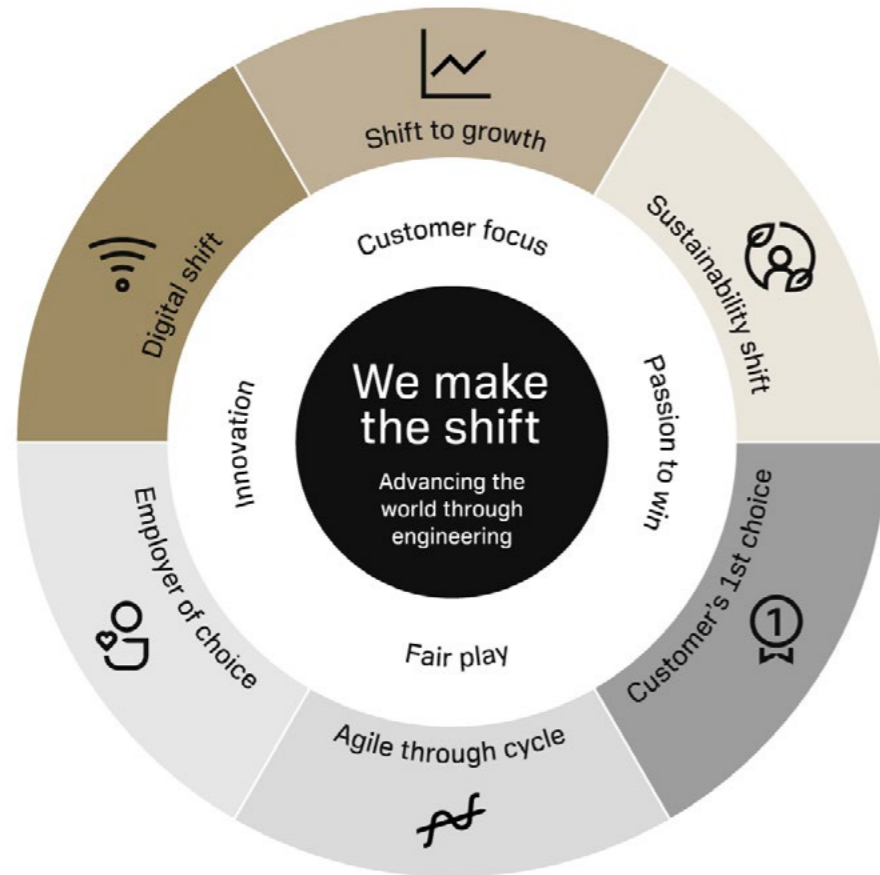 Shift to growth
Sustainability shift
Customer's 1st choice
1
Agile through cycle
Employer of choice
Digital shift
Customer focus
Passion to win
Fair play
Innovation
We make
the shift
Advancing the
world through
engineering